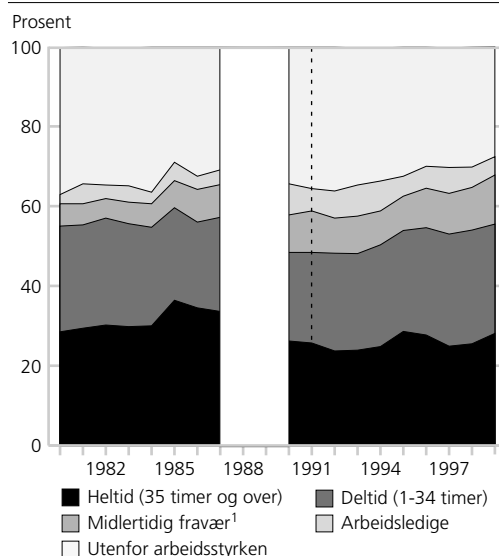 Prosent
100
80
60
40
20
0
1982 1985 1988 1991 1994 1997
Heltid (35 timer og over) Deltid (1-34 timer)
Midlertidig fravær¹ Arbeidsledige
Utenfor arbeidsstyrken